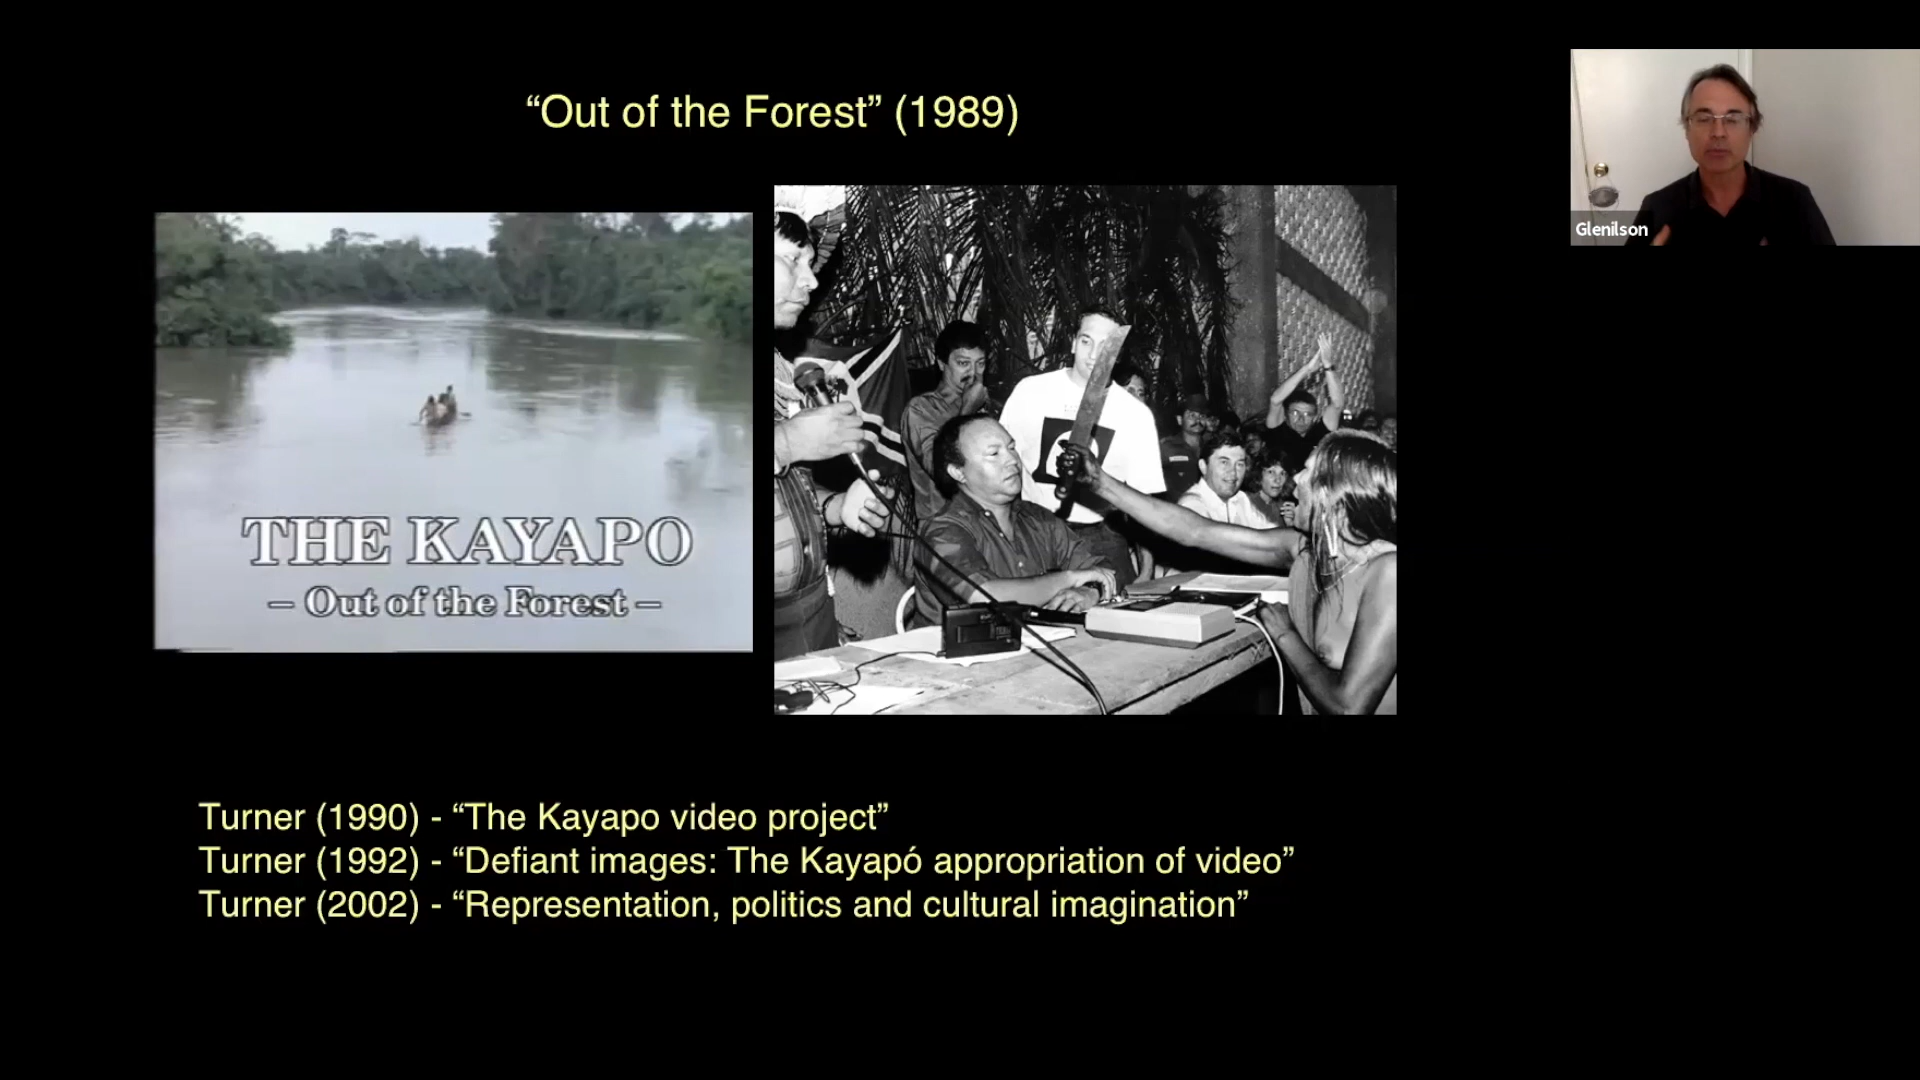 “Out of the Forest” (1989)
THE KAYAPO
– Out of the Forest –
Glenilson
Turner (1990) - “The Kayapo video project”
Turner (1992) - “Defiant images: The Kayapó appropriation of video”
Turner (2002) - “Representation, politics and cultural imagination”